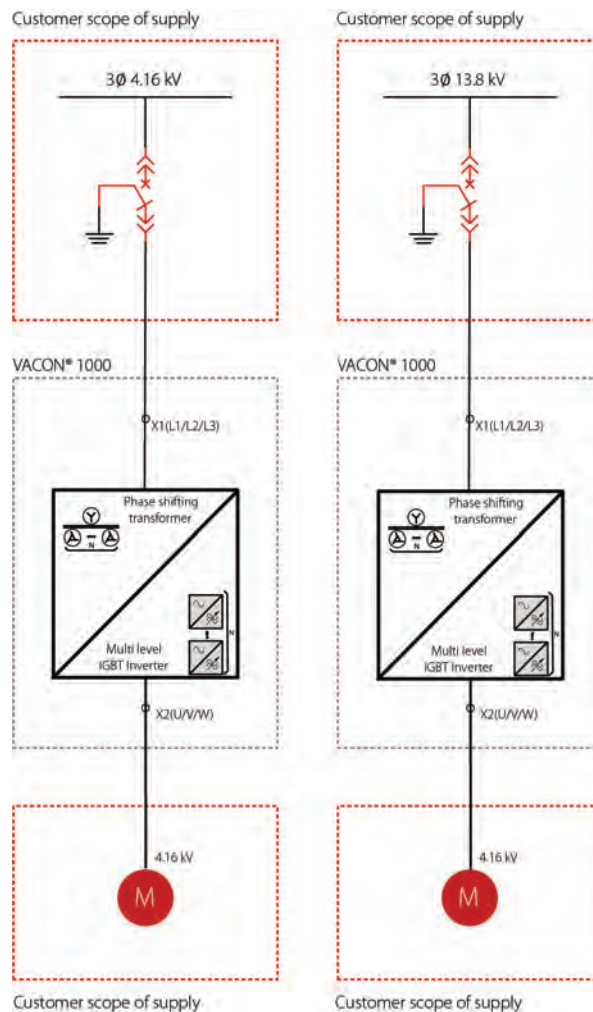 Customer scope of supply
3Ø 4.16 kV
VACON® 1000
X1(L1/L2/L3)
Phase shifting
transformer
Y
N
N
Multi level
IGBT Inverter
X2(U/V/W)
4.16 kV
M
Customer scope of supply
Customer scope of supply
3Ø 13.8 kV
VACON® 1000
X1(L1/L2/L3)
Phase shifting
transformer
Y
N
N
Multi level
IGBT Inverter
X2(U/V/W)
4.16 kV
M
Customer scope of supply